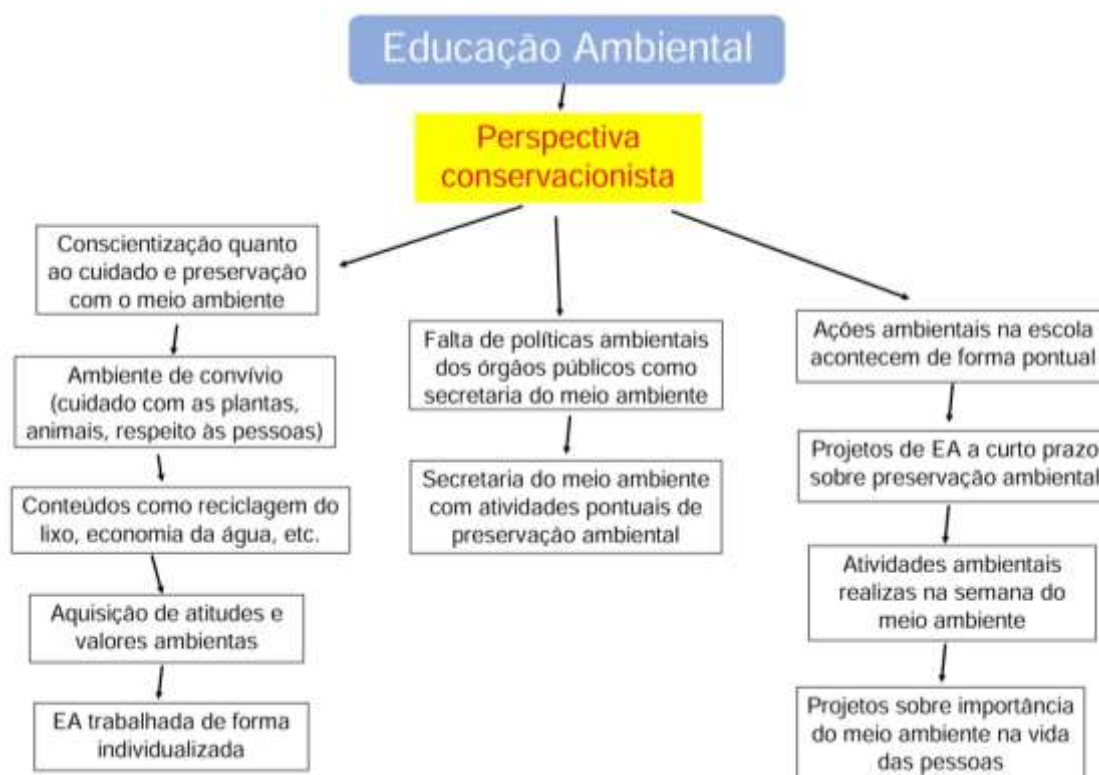 Educação Ambiental
Perspectiva
conservacionista
Conscientização quanto
ao cuidado e preservação
com o meio ambiente
Ambiente de convívio
(cuidado com as plantas,
animais, respeito às pessoas)
Conteúdos como reciclagem do
lixo, economia da água, etc.
Aquisição de atitudes e
valores ambientas
EA trabalhada de forma
individualizada
Falta de políticas ambientais
dos órgãos públicos como
secretaria do meio ambiente
Secretaria do meio ambiente
com atividades pontuais de
preservação ambiental
Ações ambientais na escola
acontecem de forma pontual
Projetos de EA a curto prazo
sobre preservação ambiental
Atividades ambientais
realizas na semana do
meio ambiente
Projetos sobre importância
do meio ambiente na vida
das pessoas